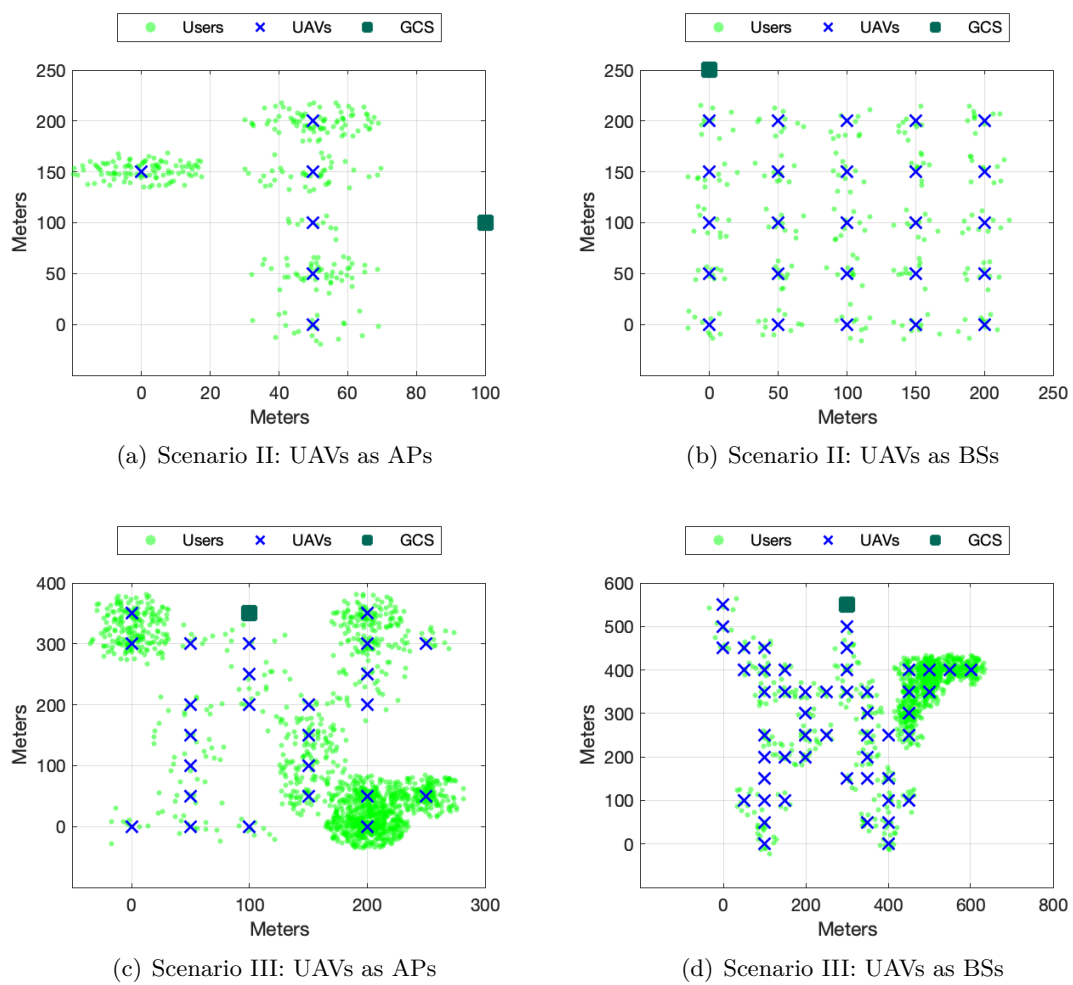 Users UAVs GCS
Users UAVs GCS
250
200
150
100
50
0
Meters
0 20 40 60 80 100
Meters
250
200
150
100
50
0
Meters
0 50 100 150 200 250
Meters
(a) Scenario II: UAVs as APs
(b) Scenario II: UAVs as BSs
Users UAVs GCS
Users UAVs GCS
400
300
200
100
0
Meters
0 100 200 300
Meters
600
500
400
300
200
100
0
Meters
0 200 400 600 800
Meters
(c) Scenario III: UAVs as APs
(d) Scenario III: UAVs as BSs